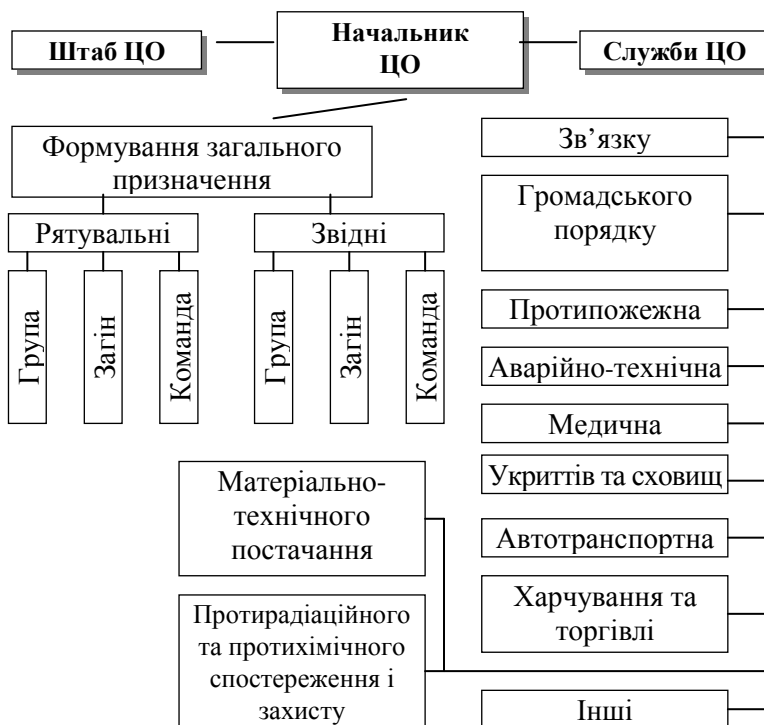 Штаб ЦО
Начальник
ЦО
Служби ЦО
Формування загального
призначення
Рятувальні
Звідні
Група
Загін
Команда
Група
Загін
Команда
Зв’язку
Громадського
порядку
Протипожежна
Аварійно-технічна
Медична
Укриттів та сховищ
Автотранспортна
Харчування та
торгівлі
Інші
Матеріально-
технічного
постачання
Протирадіаційного
та протихімічного
спостереження і
захисту